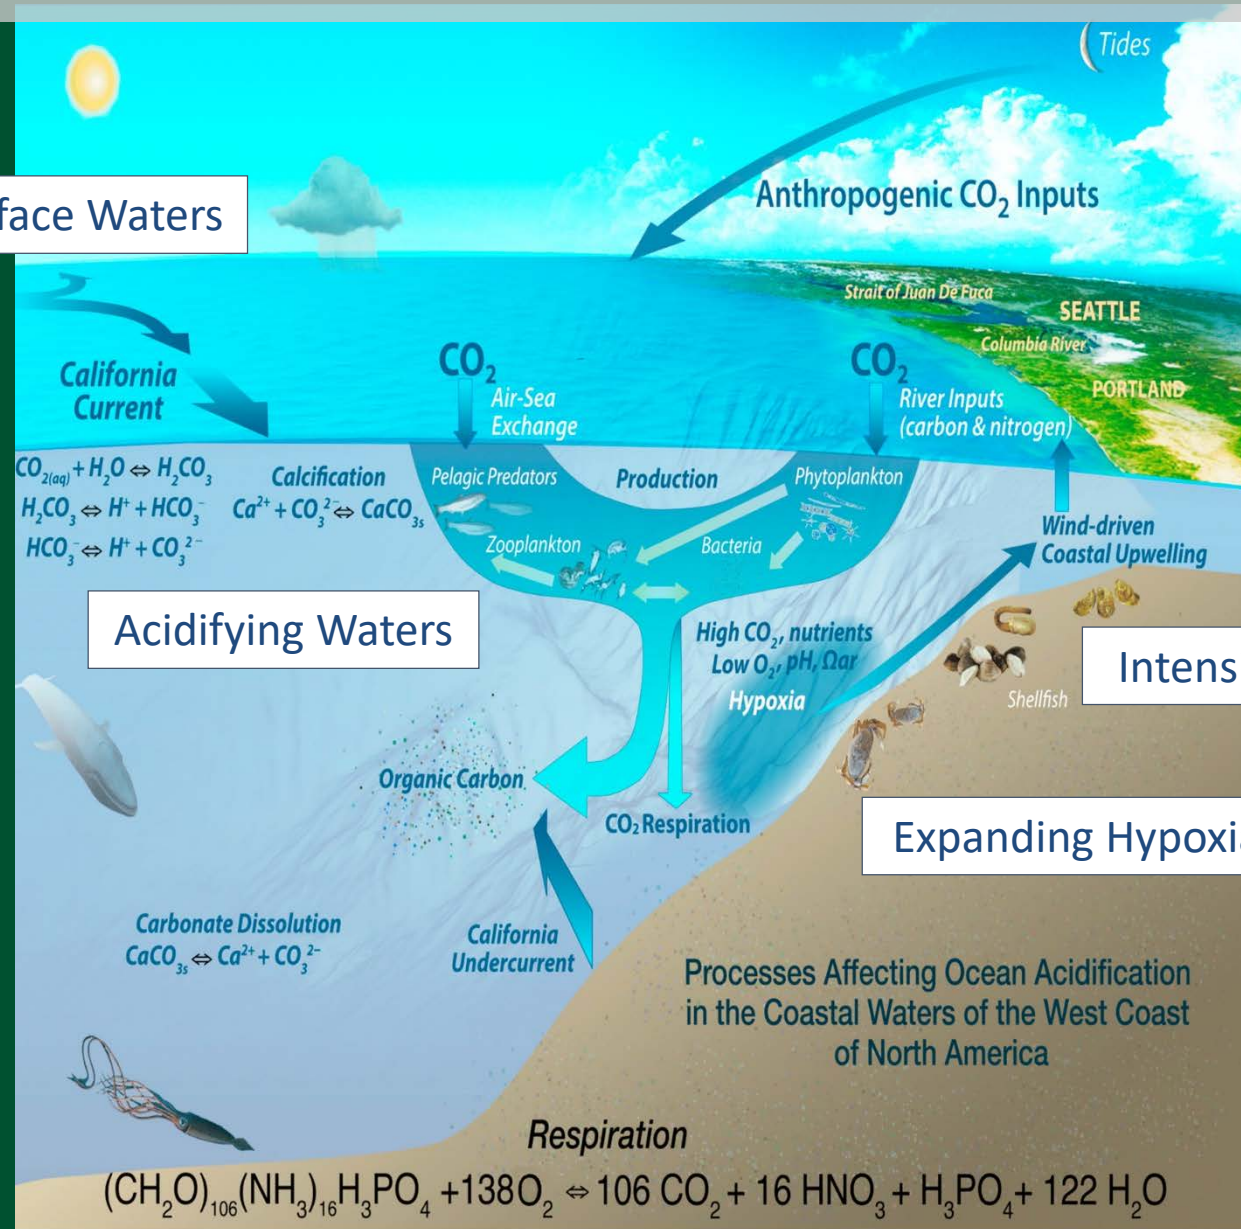 Tides
Anthropogenic CO₂ Inputs
face Waters
Strait of Juan De Fuca
SEATTLE
Columbia River
PORTLAND
California
Current
CO₂
Air-Sea
Exchange
CO₂
River Inputs
(carbon & nitrogen)
CO₂(aq) + H₂O ⇔ H₂CO₃
H₂CO₃ ⇔ H⁺ + HCO₃⁻
HCO₃⁻ ⇔ H⁺ + CO₃²⁻
Calcification
Ca²⁺ + CO₃²⁻ ⇔ CaCO₃s
Pelagic Predators
Production
Phytoplankton
Zooplankton
Bacteria
Wind-driven
Coastal Upwelling
Acidifying Waters
High CO₂, nutrients
Low O₂, pH, Ωar
Hypoxia
Shellfish
Intens
Organic Carbon
CO₂ Respiration
Expanding Hypoxia
Carbonate Dissolution
CaCO₃s ⇔ Ca²⁺ + CO₃²⁻
California
Undercurrent
Processes Affecting Ocean Acidification
in the Coastal Waters of the West Coast
of North America
Respiration
(CH₂O)₁₀₆(NH₃)₁₆H₃PO₄ +138O₂ ⇔ 106 CO₂ + 16 HNO₃ + H₃PO₄+ 122 H₂O